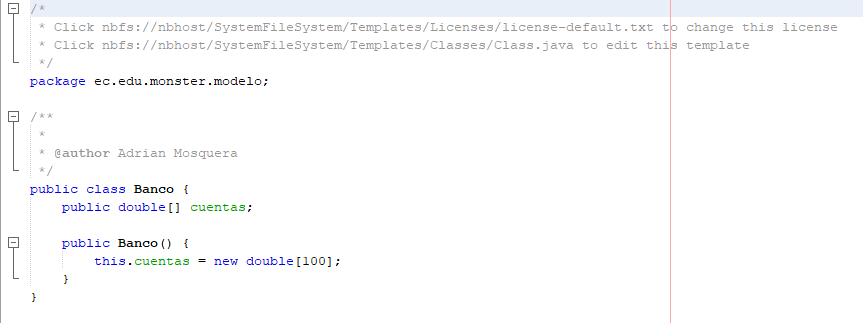 /*
 * Click nbfs://nbhost/SystemFileSystem/Templates/Licenses/license-default.txt to change this license
 * Click nbfs://nbhost/SystemFileSystem/Templates/Classes/Class.java to edit this template
 */
package ec.edu.monster.modelo;

/**
 *
 * @author Adrian Mosquera
 */
public class Banco {
    public double[] cuentas;

    public Banco() {
        this.cuentas = new double[100];
    }
}